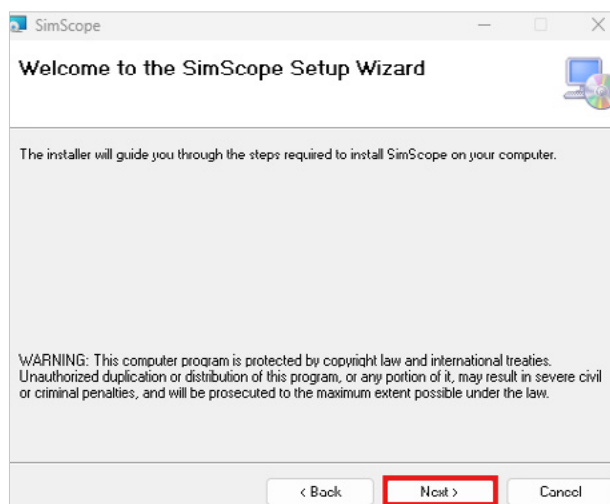 SimScope
Welcome to the SimScope Setup Wizard
The installer will guide you through the steps required to install SimScope on your computer.
WARNING: This computer program is protected by copyright law and international treaties.
Unauthorized duplication or distribution of this program, or any portion of it, may result in severe civil
or criminal penalties, and will be prosecuted to the maximum extent possible under the law.
< Back Next > Cancel